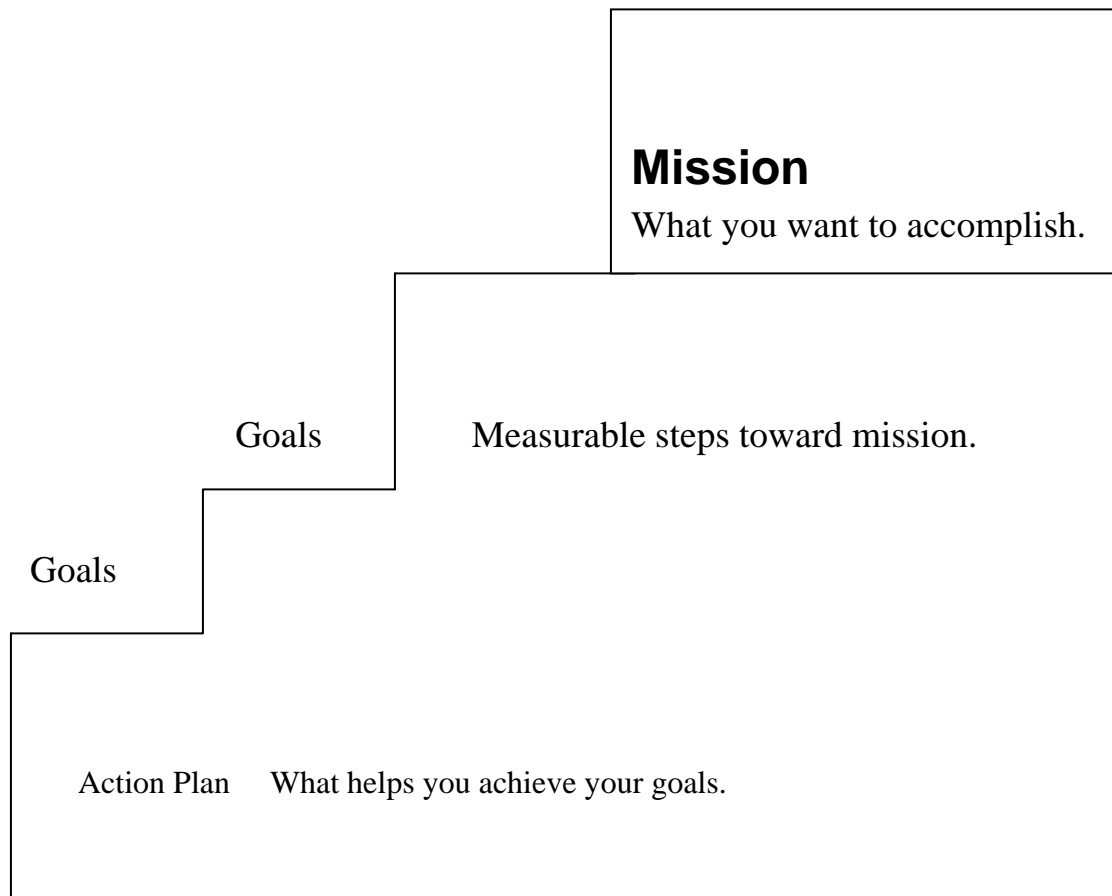 Mission
What you want to accomplish.
Goals Measurable steps toward mission.
Goals
Action Plan What helps you achieve your goals.